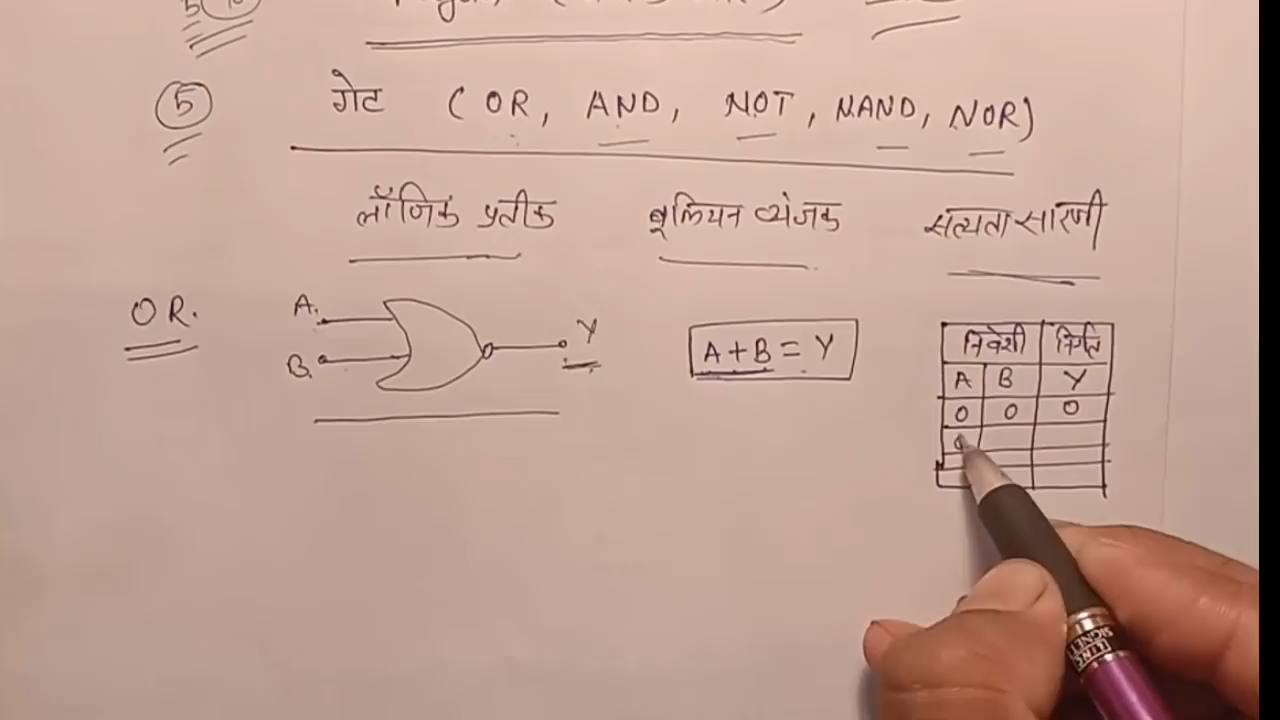 5
गेट ( OR, AND, NOT, NAND, NOR)
लॉजिक प्रतीक बूलियन व्यंजक सत्यता सारणी
OR.
A.
B.
Y
A+B = Y
निवेशी निर्गत
A B Y
0 0 0
0